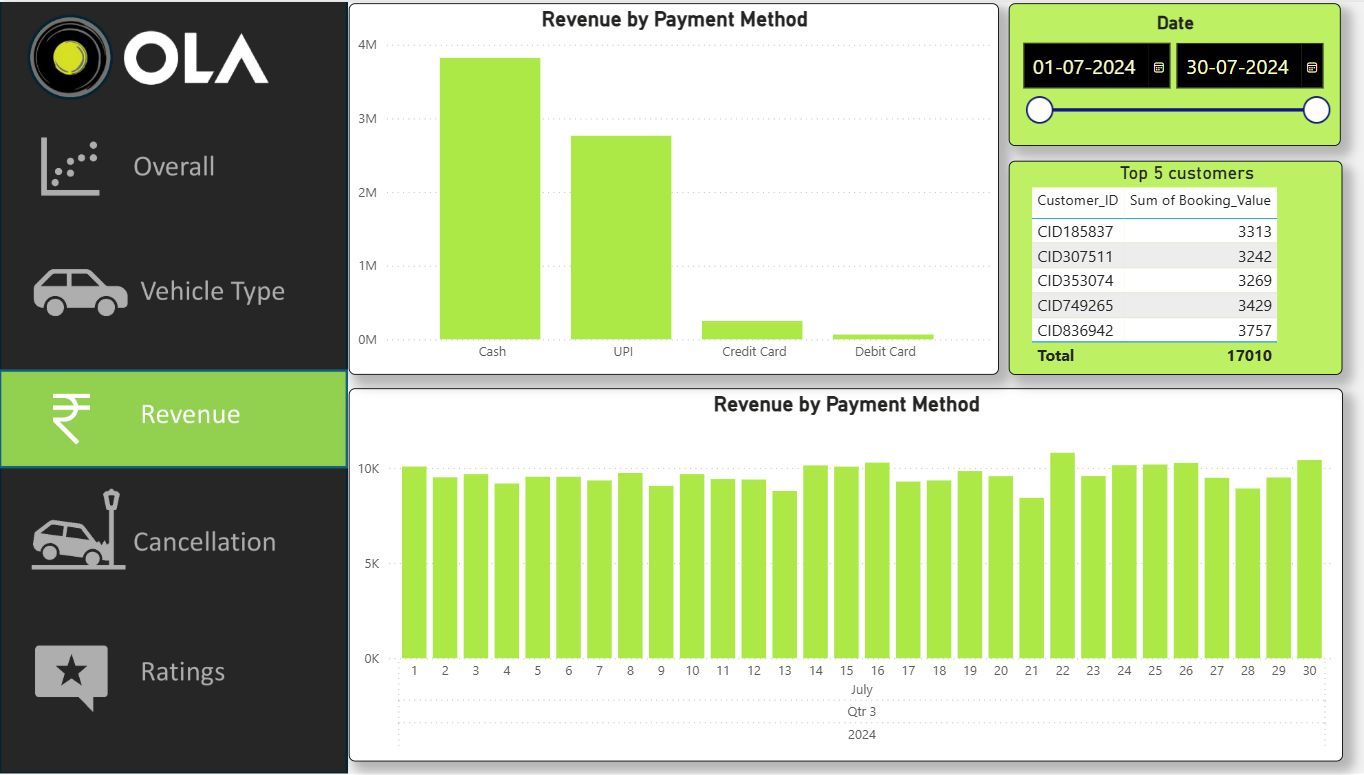 OLA
Overall
Vehicle Type
Revenue
Cancellation
Ratings
Revenue by Payment Method
4M
3M
2M
1M
0M
Cash UPI Credit Card Debit Card
Date
01-07-2024 30-07-2024
Top 5 customers
Customer_ID Sum of Booking_Value
CID185837 3313
CID307511 3242
CID353074 3269
CID749265 3429
CID836942 3757
Total 17010
Revenue by Payment Method
10K
5K
0K
1 2 3 4 5 6 7 8 9 10 11 12 13 14 15 16 17 18 19 20 21 22 23 24 25 26 27 28 29 30
July
Qtr 3
2024